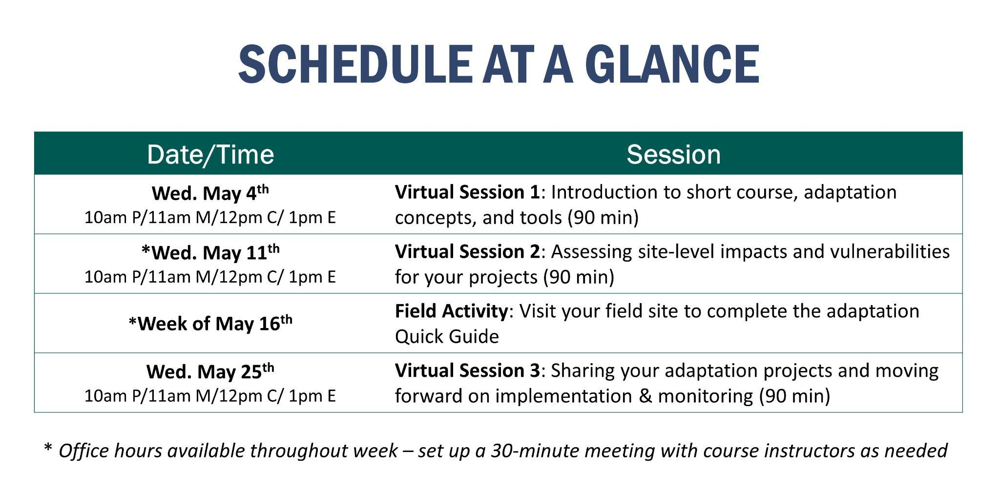 SCHEDULE AT A GLANCE
Date/Time
Session
Wed. May 4th
10am P/11am M/12pm C/ 1pm E
Virtual Session 1: Introduction to short course, adaptation
concepts, and tools (90 min)
*Wed. May 11th
10am P/11am M/12pm C/ 1pm E
Virtual Session 2: Assessing site-level impacts and vulnerabilities
for your projects (90 min)
*Week of May 16th
Field Activity: Visit your field site to complete the adaptation
Quick Guide
Wed. May 25th
10am P/11am M/12pm C/ 1pm E
Virtual Session 3: Sharing your adaptation projects and moving
forward on implementation & monitoring (90 min)
* Office hours available throughout week – set up a 30-minute meeting with course instructors as needed